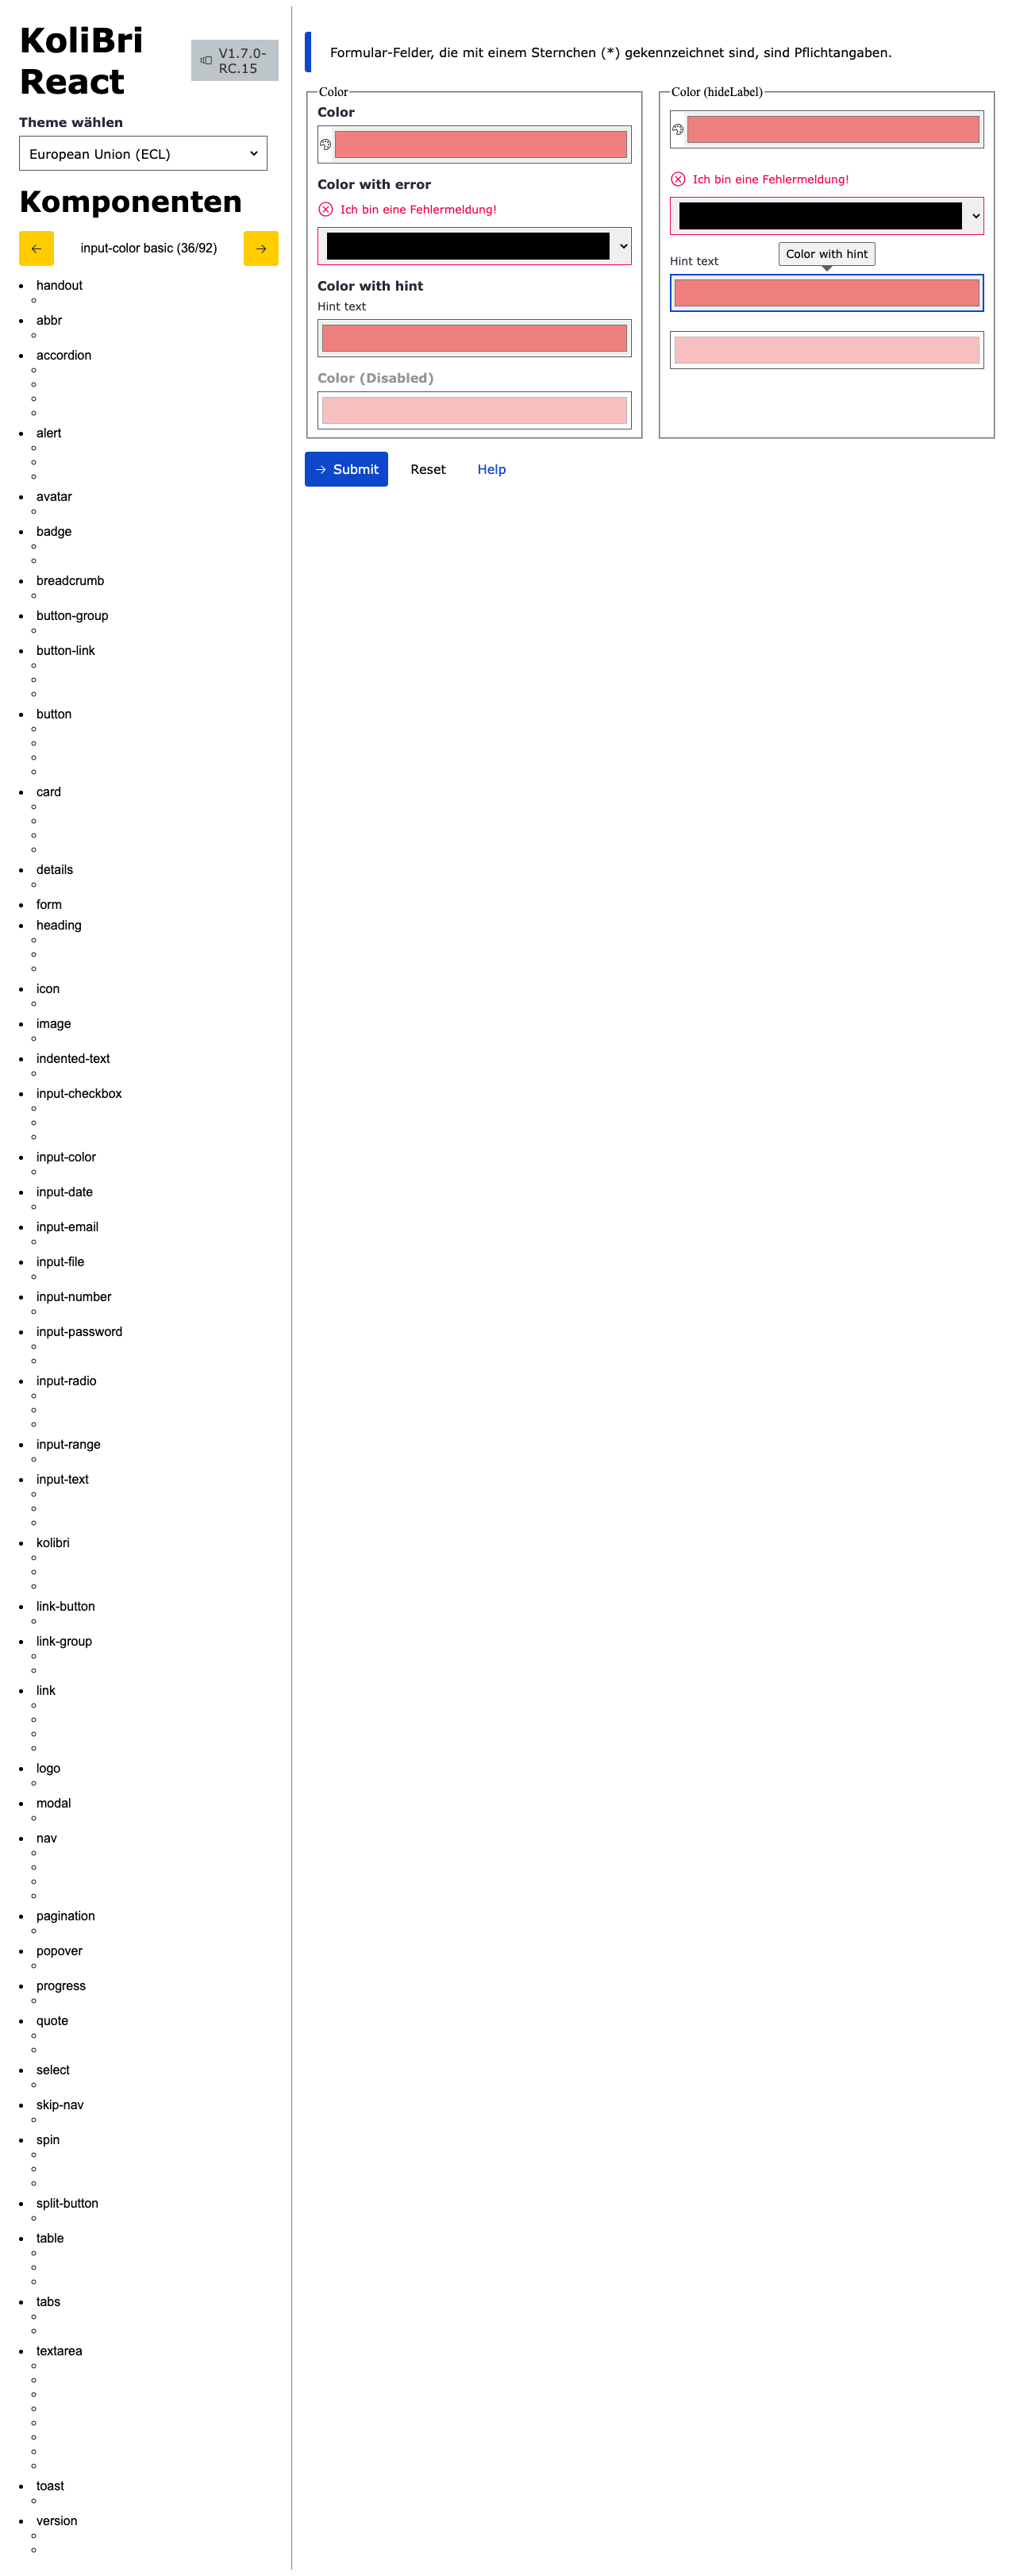 KoliBri
React
V1.7.0-
RC.15
Theme wählen
European Union (ECL)
Komponenten
input-color basic (36/92)
handout
abbr
accordion
alert
avatar
badge
breadcrumb
button-group
button-link
button
card
details
form
heading
icon
image
indented-text
input-checkbox
input-color
input-date
input-email
input-file
input-number
input-password
input-radio
input-range
input-text
kolibri
link-button
link-group
link
logo
modal
nav
pagination
popover
progress
quote
select
skip-nav
spin
split-button
table
tabs
textarea
toast
version
Formular-Felder, die mit einem Sternchen (*) gekennzeichnet sind, sind Pflichtangaben.
Color
Color
Color with error
Ich bin eine Fehlermeldung!
Color with hint
Hint text
Color (Disabled)
Color (hideLabel)
Ich bin eine Fehlermeldung!
Color with hint
Hint text
Submit
Reset
Help